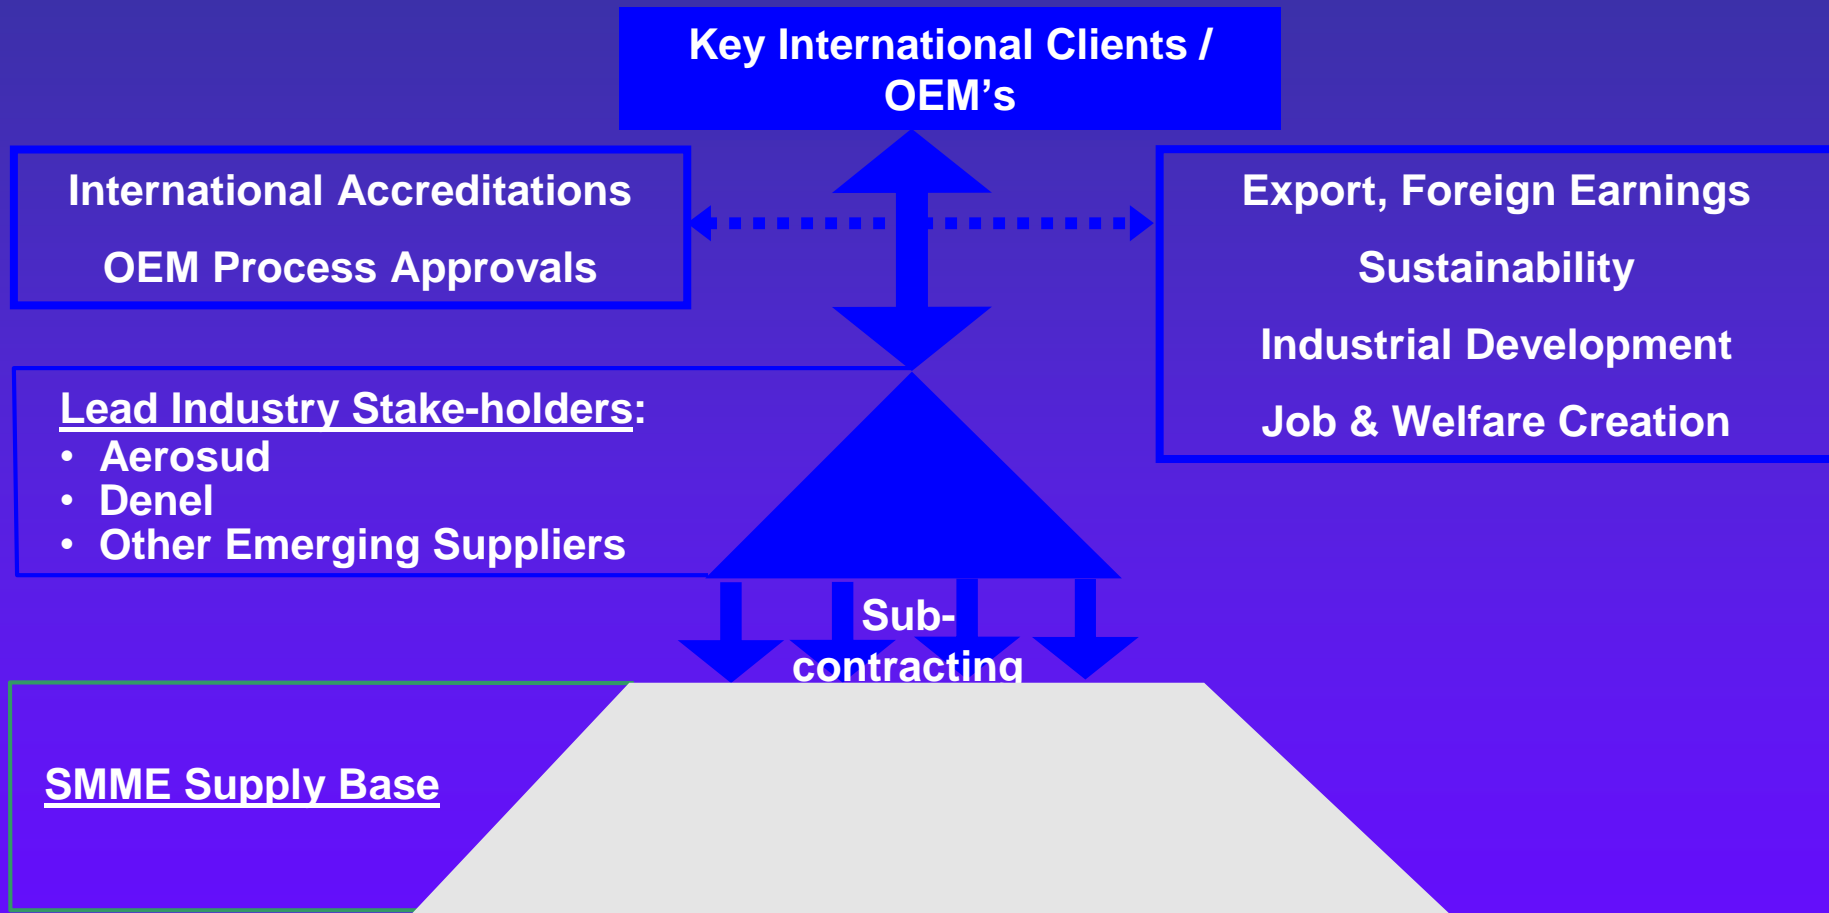 Key International Clients /
OEM’s
International Accreditations
OEM Process Approvals
Export, Foreign Earnings
Sustainability
Industrial Development
Job & Welfare Creation
Lead Industry Stake-holders:
• Aerosud
• Denel
• Other Emerging Suppliers
Sub-
contracting
SMME Supply Base